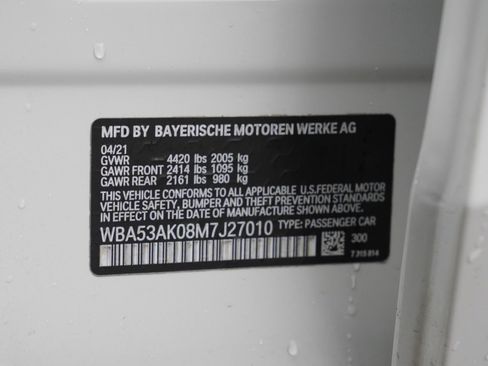 MFD BY BAYERISCHE MOTOREN WERKE AG
04/21
GVWR 4420 lbs 2005 kg
GAWR FRONT 2414 lbs 1095 kg
GAWR REAR 2161 lbs 980 kg
THIS VEHICLE CONFORMS TO ALL APPLICABLE U.S. FEDERAL MOTOR
VEHICLE SAFETY, BUMPER AND THEFT PREVENTION STANDARDS IN
EFFECT ON THE DATE OF MANUFACTURE SHOWN ABOVE.
WBA53AK08M7J27010 TYPE: PASSENGER CAR
300
7 315 814